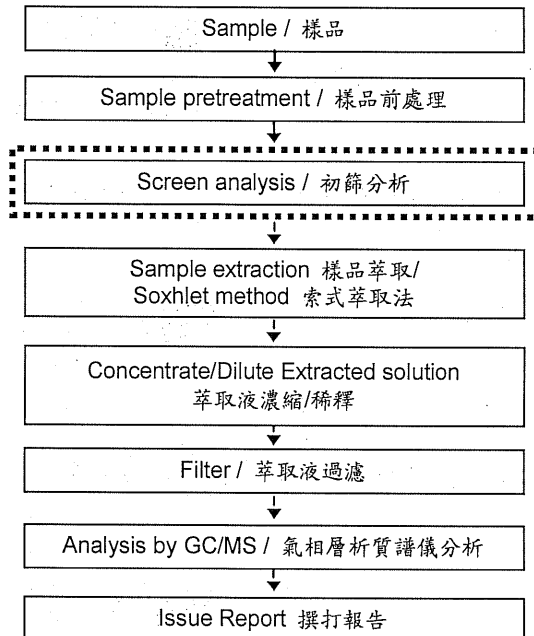 Sample / 樣品
Sample pretreatment / 樣品前處理
Screen analysis / 初篩分析
Sample extraction 樣品萃取/
Soxhlet method 索式萃取法
Concentrate/Dilute Extracted solution
萃取液濃縮/稀釋
Filter / 萃取液過濾
Analysis by GC/MS / 氣相層析質譜儀分析
Issue Report 撰打報告